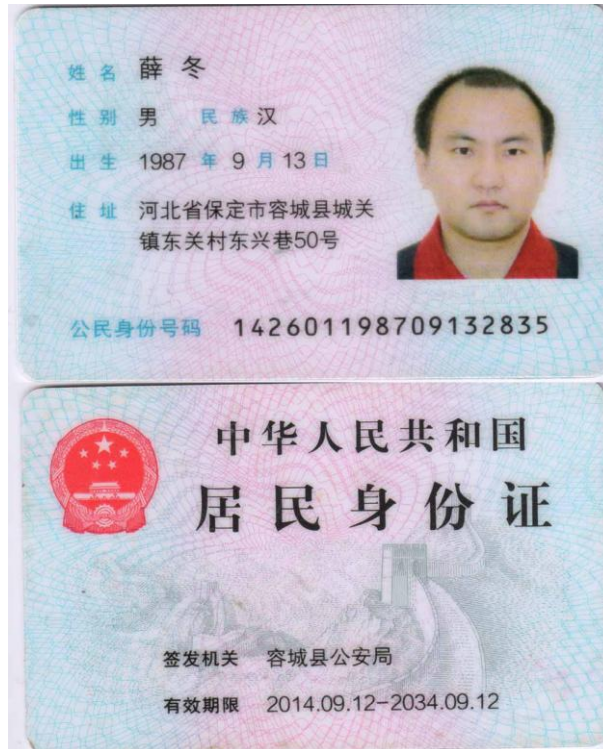 姓名 薛冬
性别 男 民族 汉
出生 1987 年 9 月 13 日
住址 河北省保定市容城县城关
镇东关村东兴巷50号
公民身份号码 142601198709132835
中华人民共和国
居民身份证
签发机关 容城县公安局
有效期限 2014.09.12-2034.09.12